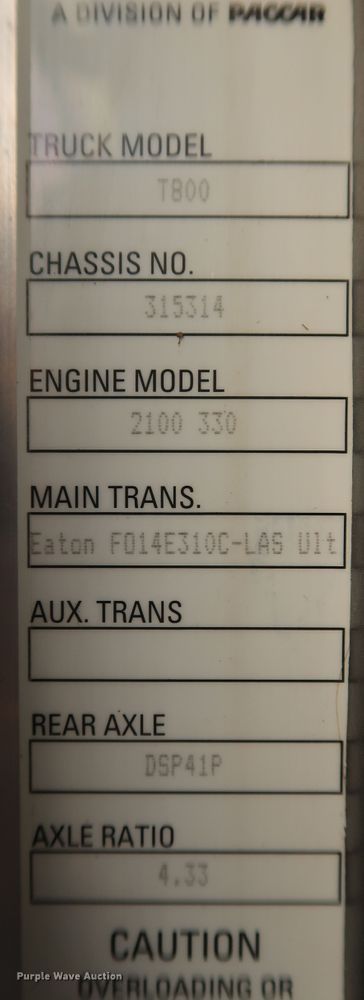 A DIVISION OF PACCAR
TRUCK MODEL
T800
CHASSIS NO.
315314
ENGINE MODEL
2100 330
MAIN TRANS.
Eaton FO14E310C-LAS Ult
AUX. TRANS
REAR AXLE
DSP41P
AXLE RATIO
4.33
CAUTION
OVERLOADING OR
Purple Wave Auction